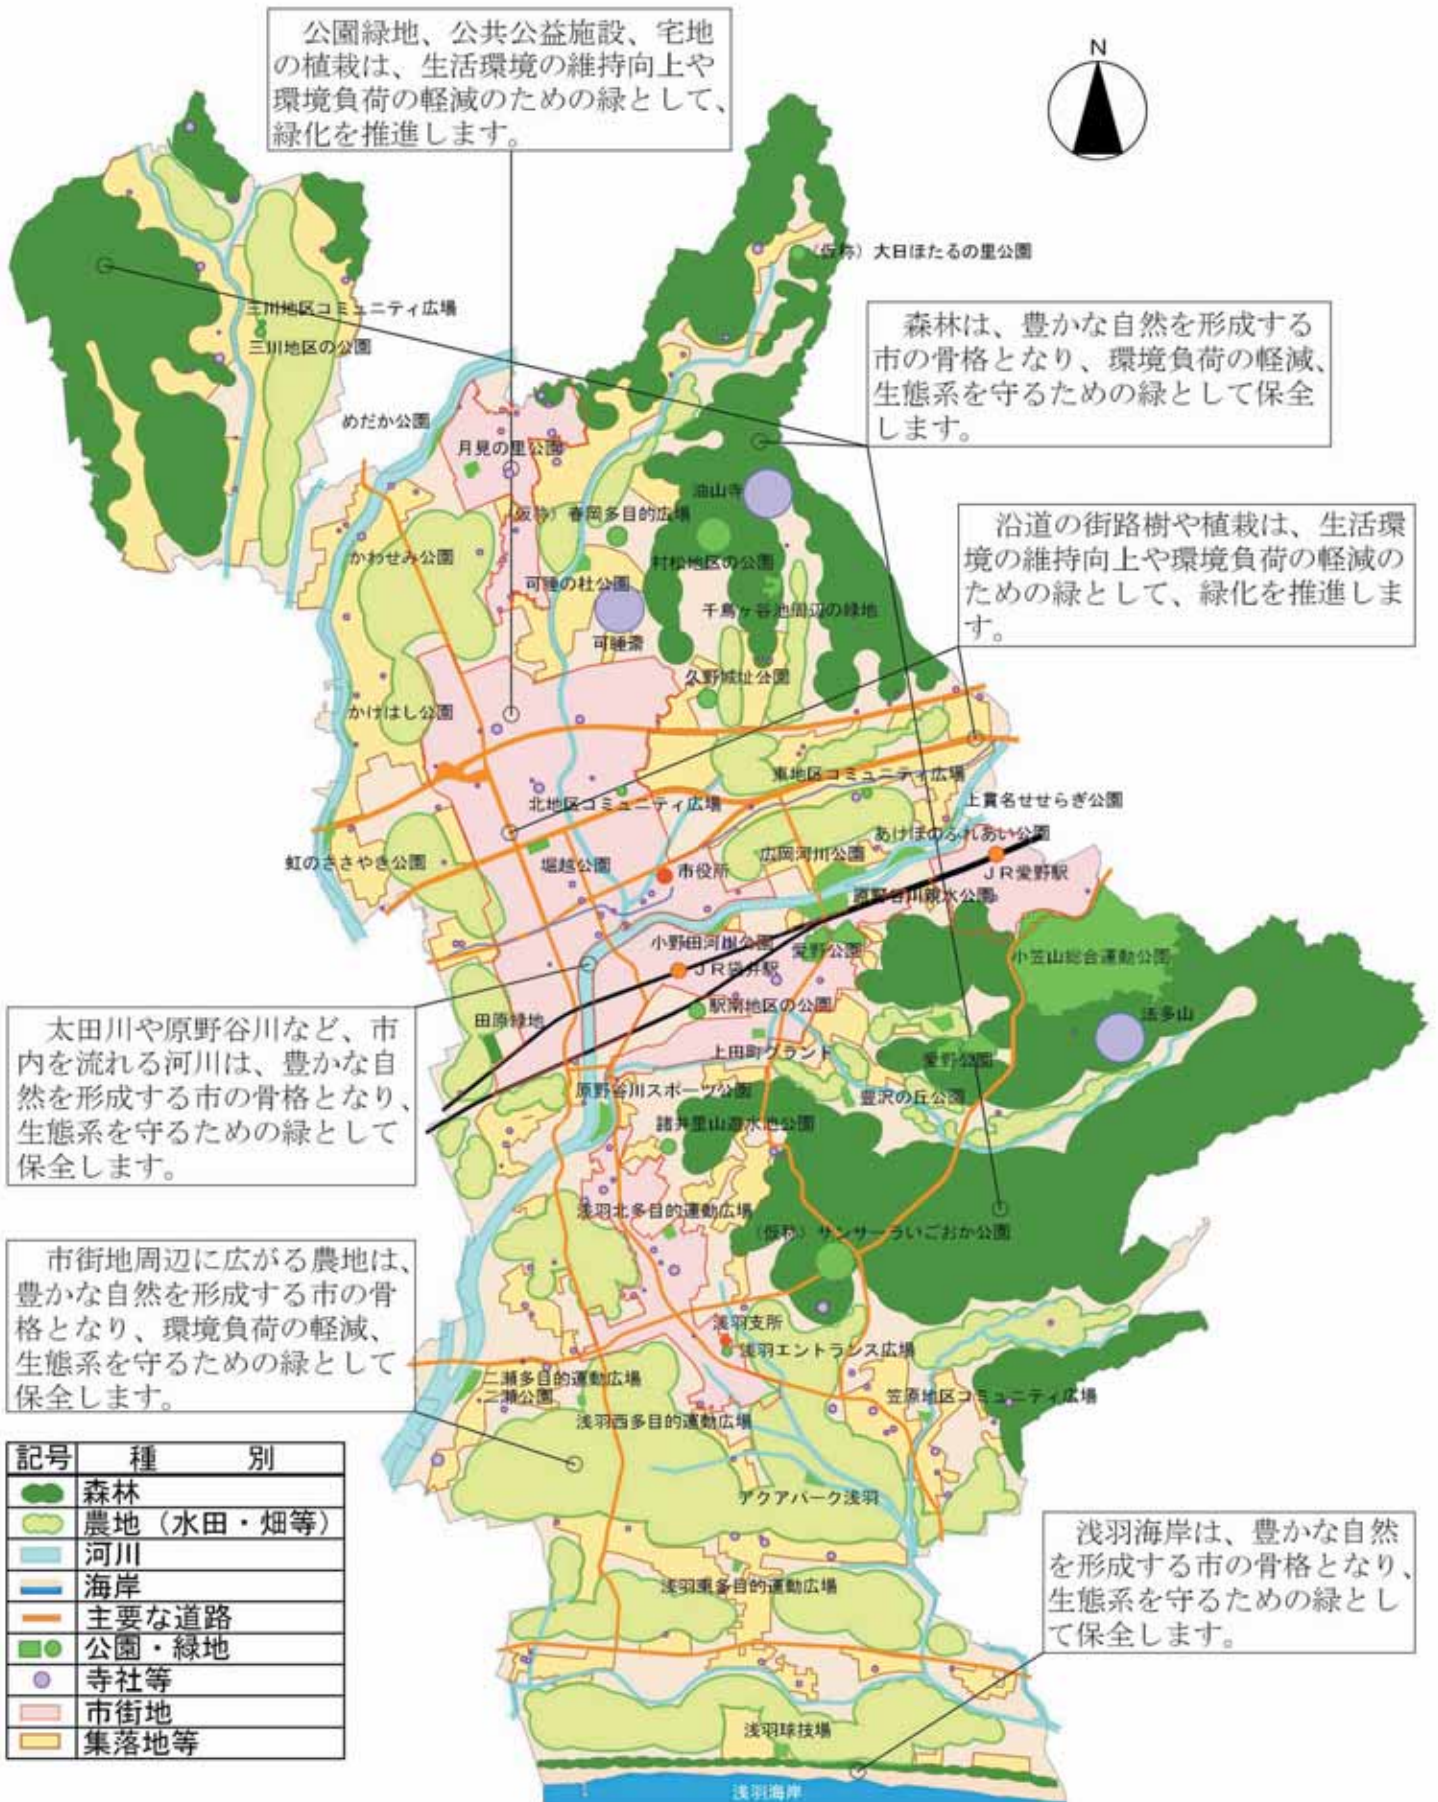 公園緑地、公共公益施設、宅地
の植栽は、生活環境の維持向上や
環境負荷の軽減のための緑として、
緑化を推進します。
N
(仮称)大日ほたるの里公園
三川地区コミュニティ広場
三川地区の公園
森林は、豊かな自然を形成する
市の骨格となり、環境負荷の軽減、
生態系を守るための緑として保全
します。
めだか公園
月見の里公園
油山寺
(仮称)春岡多目的広場
沿道の街路樹や植栽は、生活環
境の維持向上や環境負荷の軽減の
ための緑として、緑化を推進しま
す。
かわせみ公園
村松地区の公園
可睡の杜公園
千鳥ヶ谷池周辺の緑地
可睡齋
久野城址公園
かけはし公園
東地区コミュニティ広場
北地区コミュニティ広場
上貫名せせらぎ公園
あけぼのふれあい公園
虹のささやき公園
堀越公園
市役所
広岡河川公園
JR愛野駅
原野谷川親水公園
小野田河川公園
愛野公園
小笠山総合運動公園
JR袋井駅
太田川や原野谷川など、市
内を流れる河川は、豊かな自
然を形成する市の骨格となり、
生態系を守るための緑として
保全します。
田原緑地
駅南地区の公園
法多山
上田町グランド
愛野公園
原野谷川スポーツ公園
豊沢の丘公園
諸井里山遊水池公園
浅羽北多目的運動広場
(仮称)サンサーラいごおか公園
市街地周辺に広がる農地は、
豊かな自然を形成する市の骨
格となり、環境負荷の軽減、
生態系を守るための緑として
保全します。
浅羽支所
浅羽エントランス広場
二瀬多目的運動広場
二瀬公園
笠原地区コミュニティ広場
浅羽西多目的運動広場
アクアパーク浅羽
記号 種 別
森林
農地(水田・畑等)
河川
海岸
主要な道路
公園・緑地
寺社等
市街地
集落地等
浅羽海岸は、豊かな自然
を形成する市の骨格となり、
生態系を守るための緑とし
て保全します。
浅羽東多目的運動広場
浅羽球技場
浅羽海岸